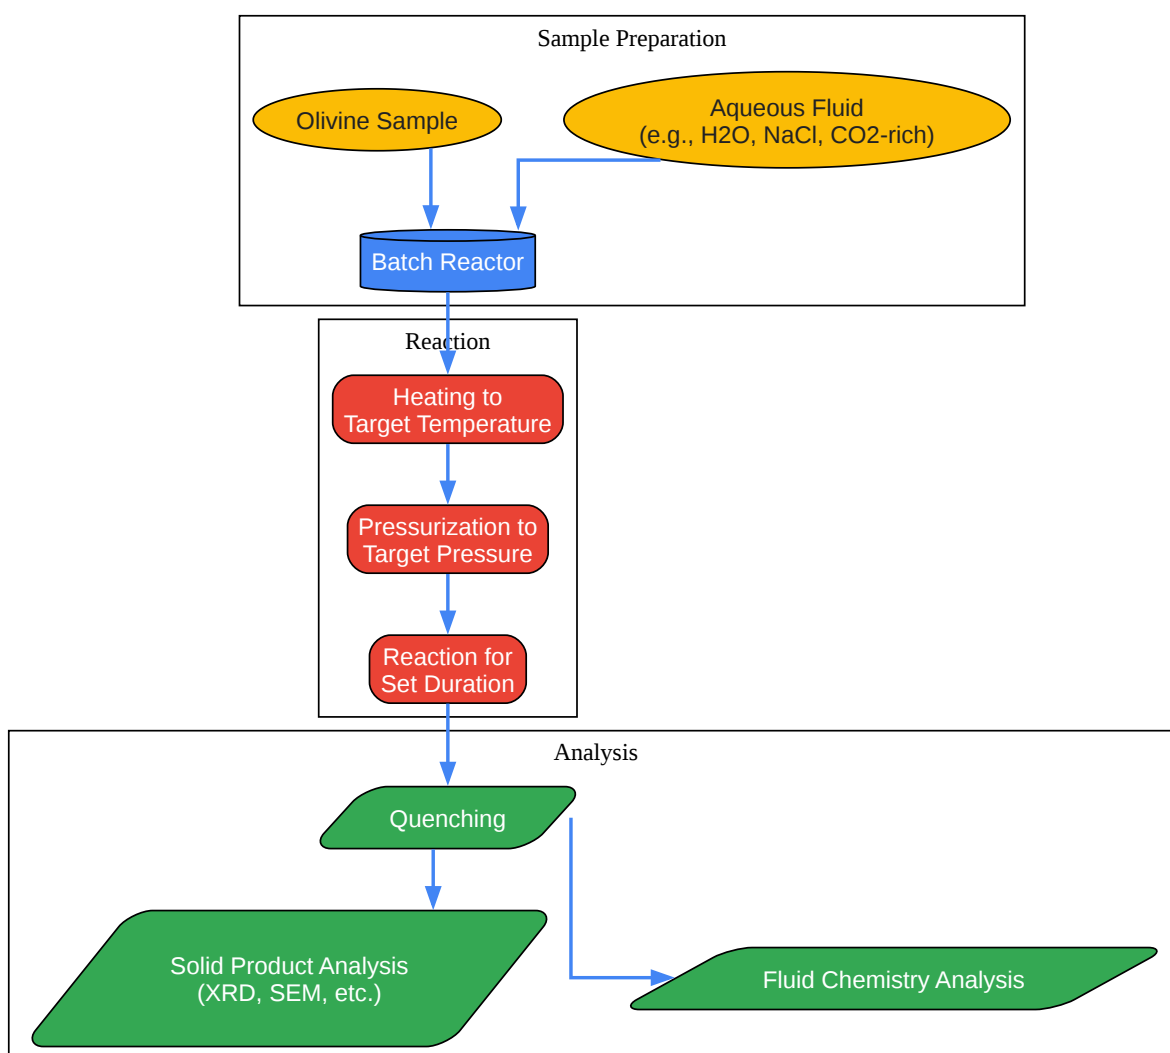 Sample Preparation
Olivine Sample
Aqueous Fluid
(e.g., H2O, NaCl, CO2-rich)
Batch Reactor
Reaction
Heating to
Target Temperature
Pressurization to
Target Pressure
Reaction for
Set Duration
Analysis
Quenching
Solid Product Analysis
(XRD, SEM, etc.)
Fluid Chemistry Analysis